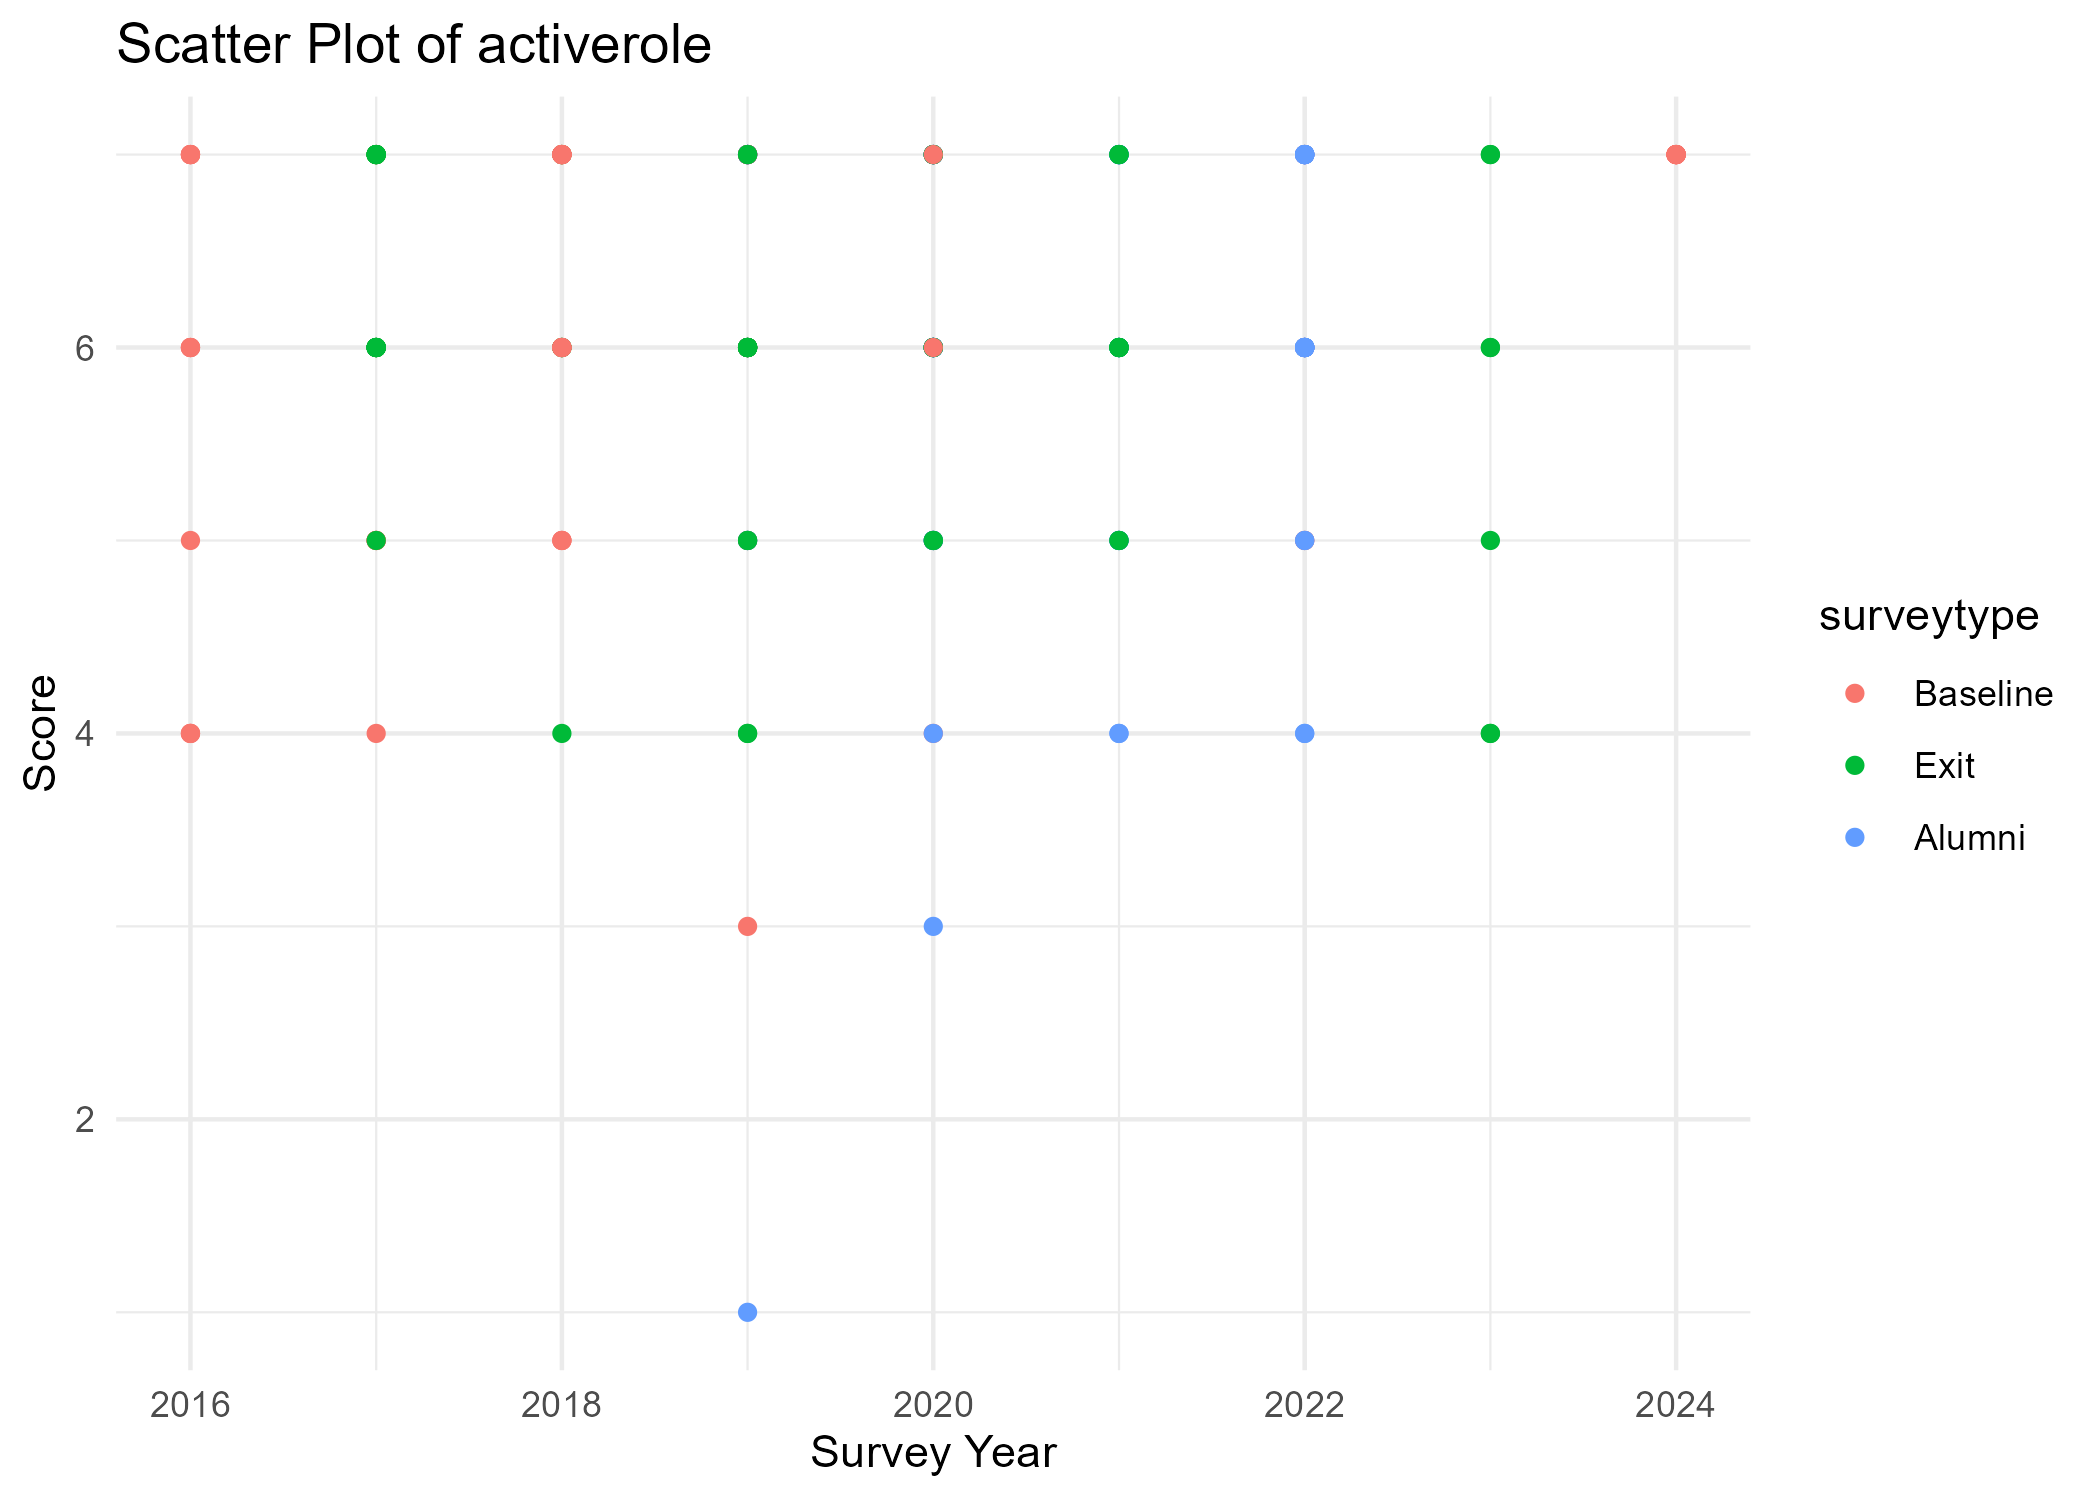 Scatter Plot of activerole
Score
6
4
2
2016 2018 2020 2022 2024
Survey Year
surveytype
Baseline
Exit
Alumni